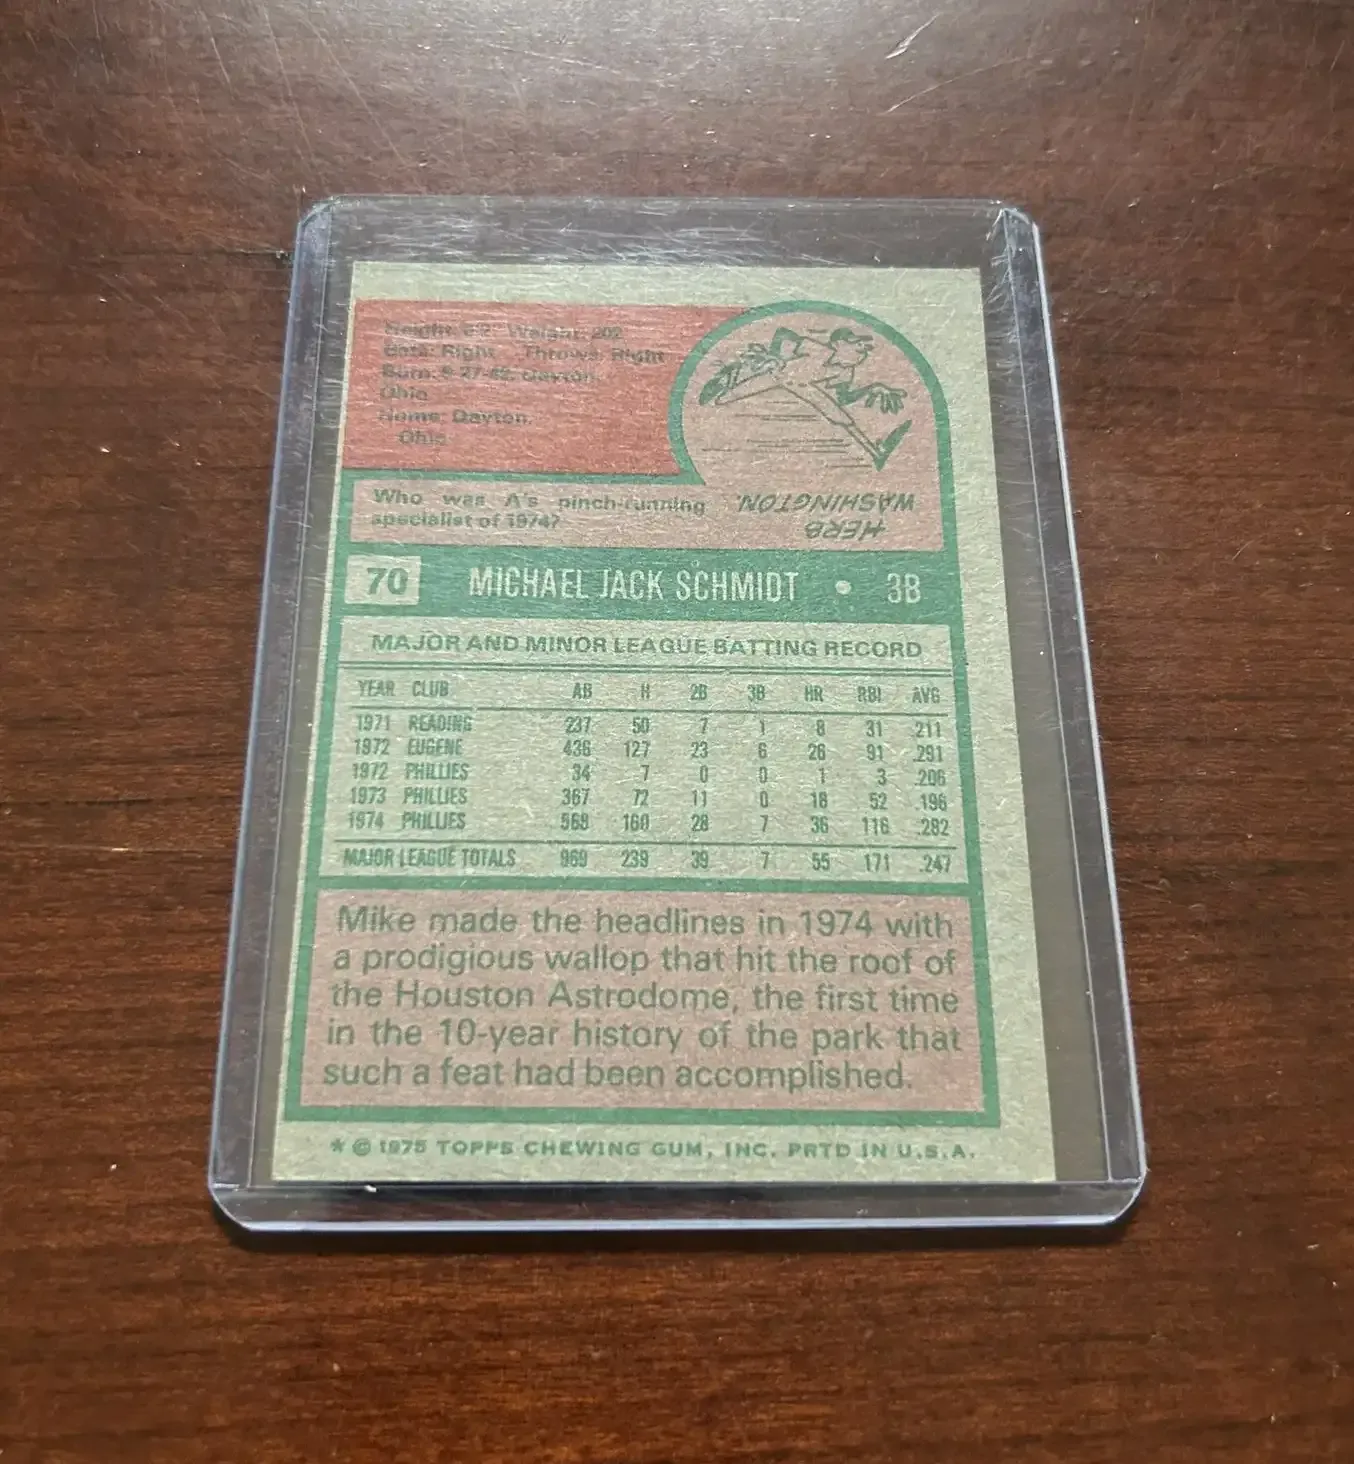 Height: 6'2" Weight: 202
Bats: Right Throws: Right
Born: 9-27-49, Dayton,
Ohio
Home: Dayton,
Ohio
Who was A's pinch-running
specialist of 1974?
HERB
WASHINGTON.
70 MICHAEL JACK SCHMIDT • 3B
MAJOR AND MINOR LEAGUE BATTING RECORD
YEAR CLUB AB H 2B 3B HR RBI AVG
1971 READING 237 50 7 1 8 31 .211
1972 EUGENE 436 127 23 6 26 91 .291
1972 PHILLIES 34 7 0 0 1 3 .206
1973 PHILLIES 367 72 11 0 18 52 .196
1974 PHILLIES 568 160 28 7 36 116 .282
MAJOR LEAGUE TOTALS 969 239 39 7 55 171 .247
Mike made the headlines in 1974 with
a prodigious wallop that hit the roof of
the Houston Astrodome, the first time
in the 10-year history of the park that
such a feat had been accomplished.
* © 1975 TOPPS CHEWING GUM, INC. PRTD IN U.S.A.